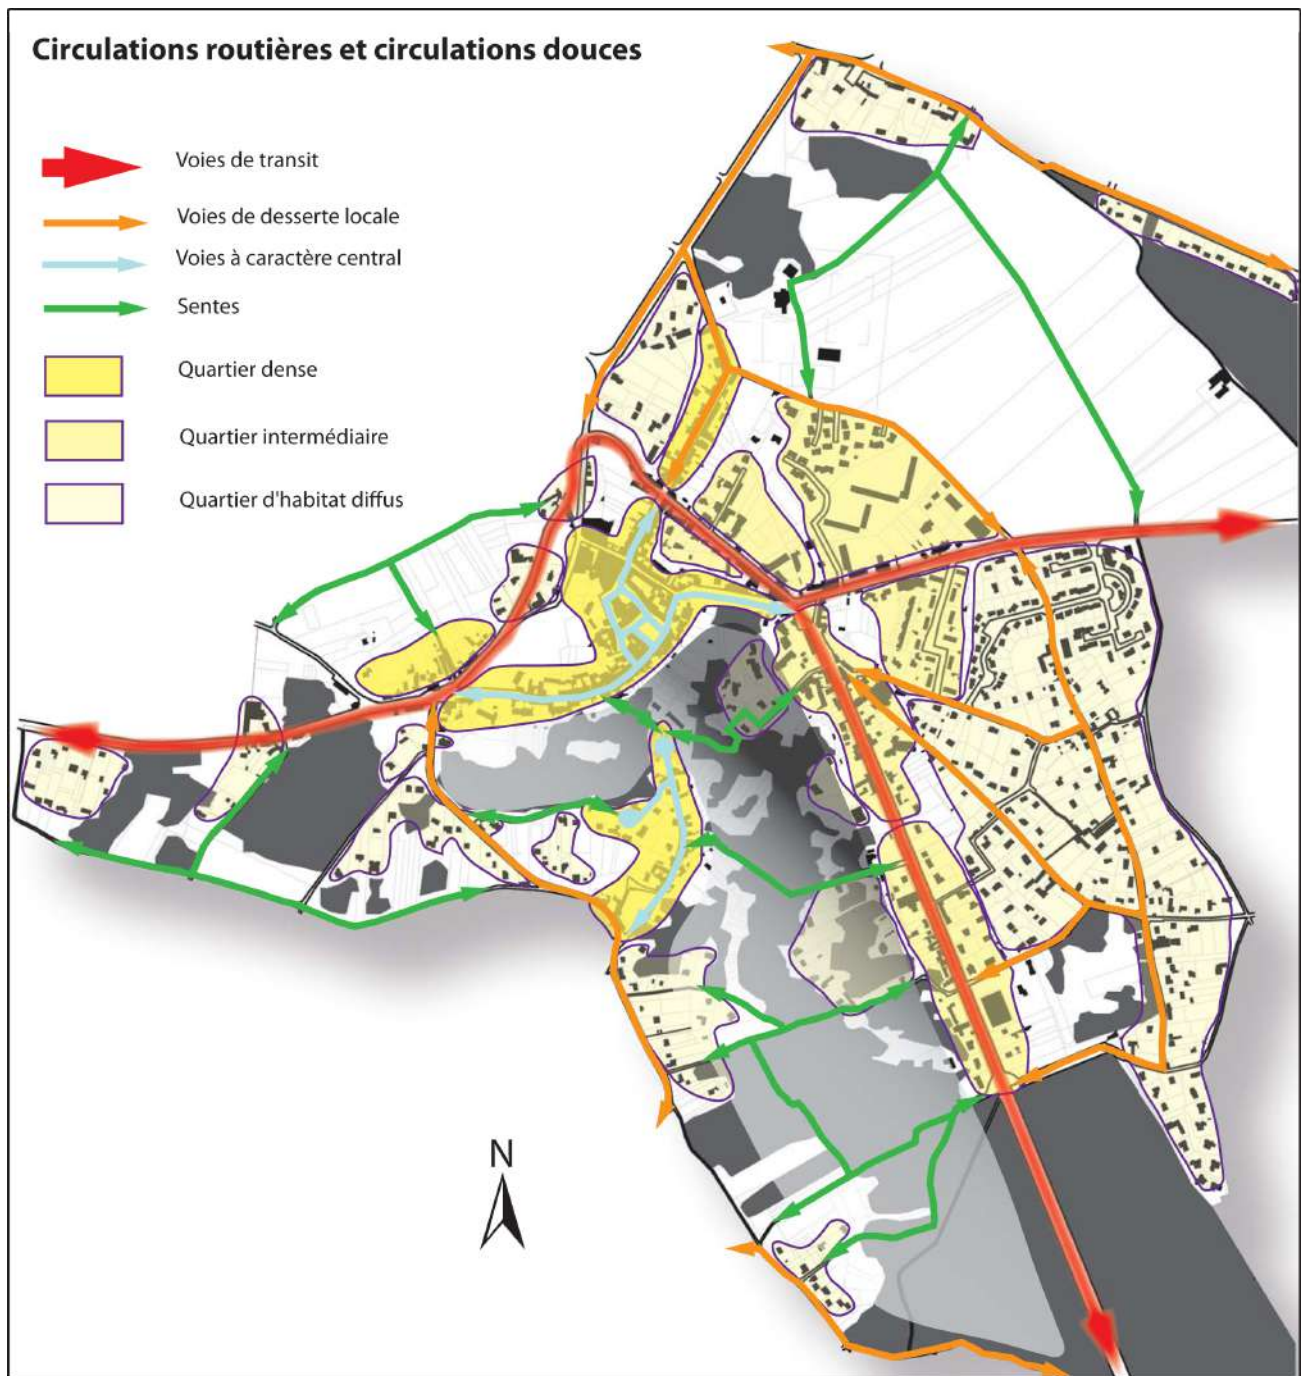 Circulations routières et circulations douces
Voies de transit
Voies de desserte locale
Voies à caractère central
Sentes
Quartier dense
Quartier intermédiaire
Quartier d'habitat diffus
N